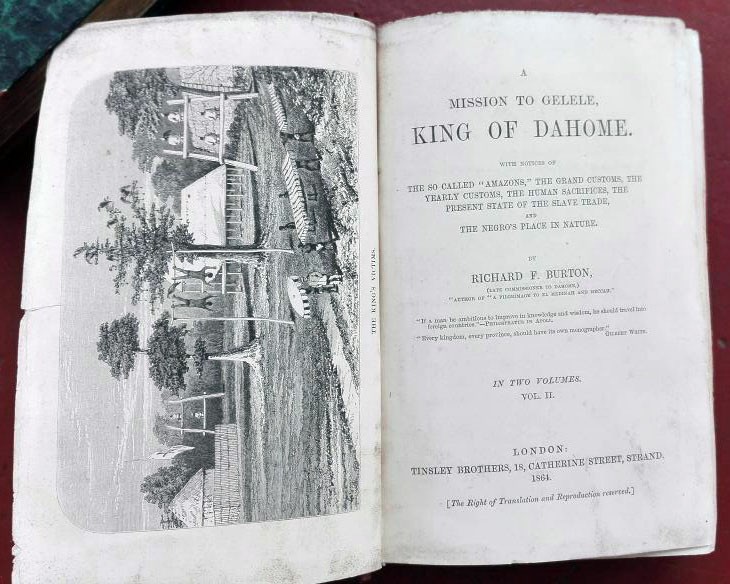 THE KING'S VICTIMS.
A
MISSION TO GELELE,
KING OF DAHOME.
WITH NOTICES OF
THE SO CALLED "AMAZONS," THE GRAND CUSTOMS, THE
YEARLY CUSTOMS, THE HUMAN SACRIFICES, THE
PRESENT STATE OF THE SLAVE TRADE,
AND
THE NEGRO'S PLACE IN NATURE.
BY
RICHARD F. BURTON,
(LATE COMMISSIONER TO DAHOME,)
"AUTHOR OF "A PILGRIMAGE TO EL MEDINAH AND MECCAH."
"If a man be ambitious to improve in knowledge and wisdom, he should travel into
foreign countries."—PHILOSTRATUS IN APOLL.
"Every kingdom, every province, should have its own monographer."
GILBERT WHITE.
IN TWO VOLUMES.
VOL. II.
LONDON:
TINSLEY BROTHERS, 18, CATHERINE STREET, STRAND.
1864.
[The Right of Translation and Reproduction reserved.]